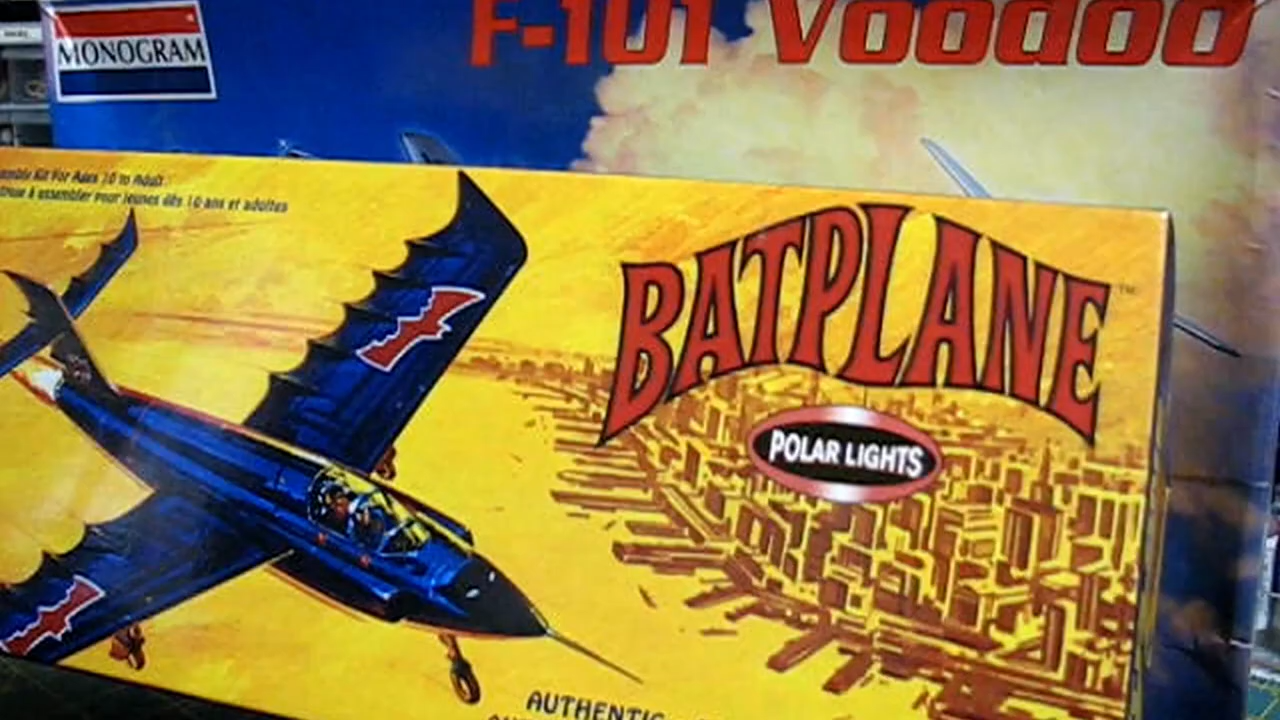 MONOGRAM
F-101 Voodoo
Kit For Ages 10 to Adult
à assembler pour jeunes dès 10 ans et adultes
BATPLANE™
POLAR LIGHTS
AUTHENTIC